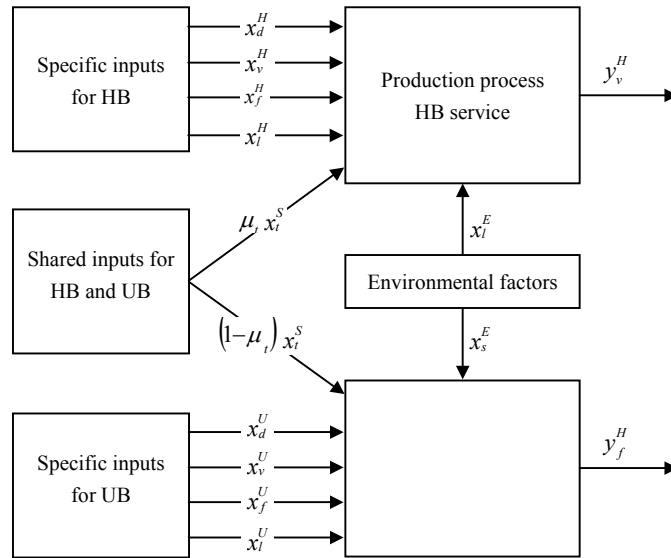 Specific inputs
for HB
x_d^H
x_v^H
x_f^H
x_l^H
Production process
HB service
y_v^H
μ_t x_t^S
Shared inputs for
HB and UB
x_l^E
Environmental factors
(1-μ_t) x_t^S
x_s^E
Specific inputs
for UB
x_d^U
x_v^U
x_f^U
x_l^U
y_f^H